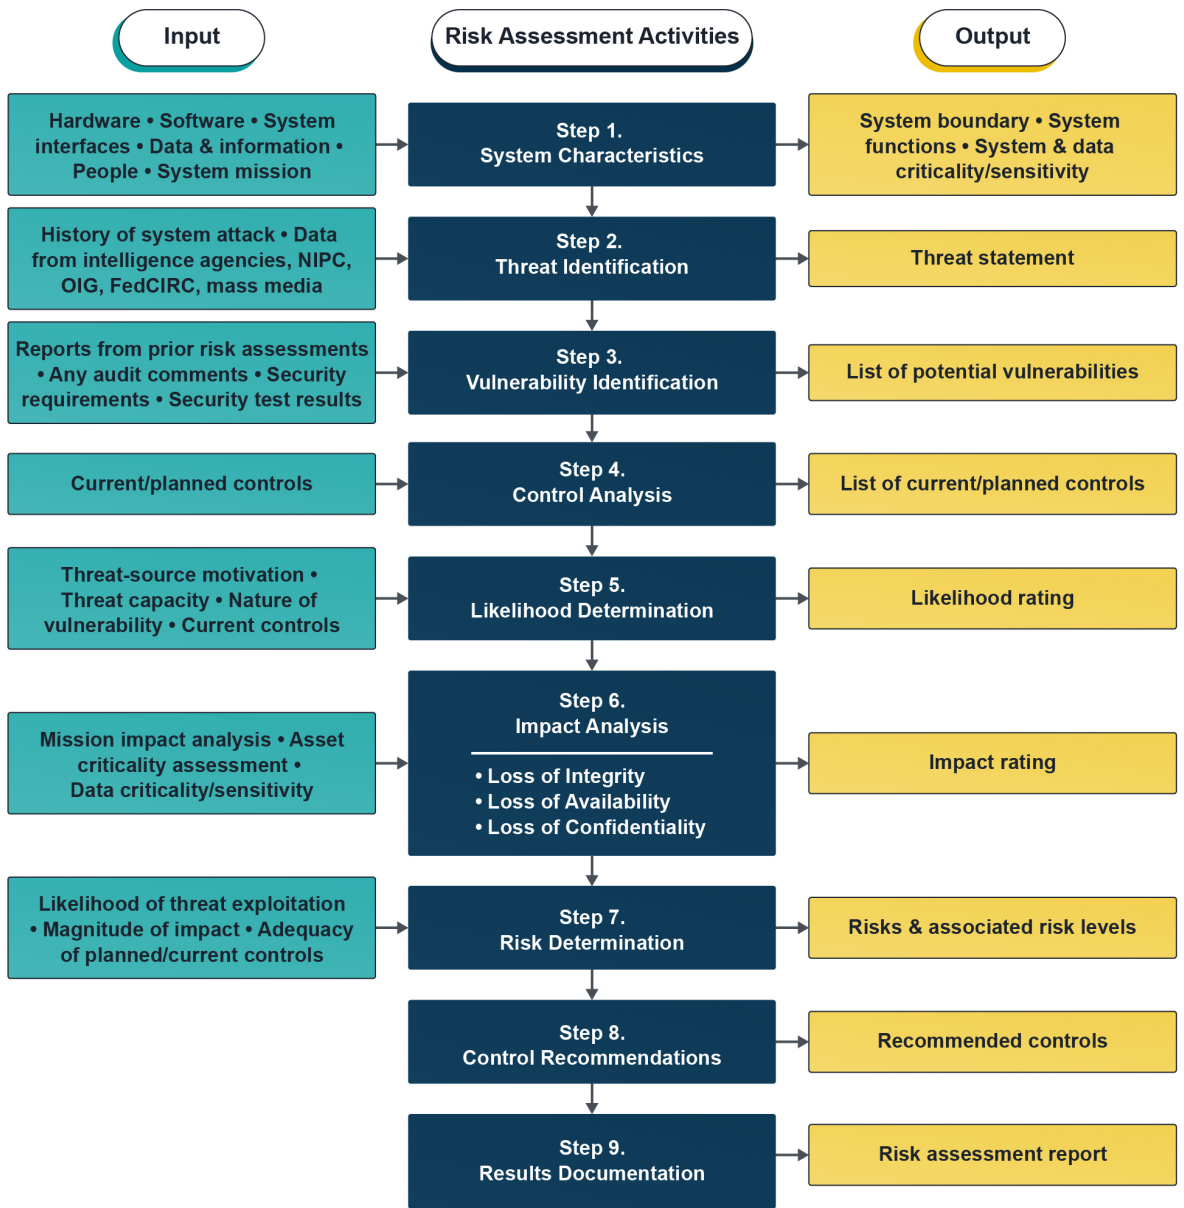 Input
Risk Assessment Activities
Output
Hardware • Software • System
interfaces • Data & information •
People • System mission
Step 1.
System Characteristics
System boundary • System
functions • System & data
criticality/sensitivity
History of system attack • Data
from intelligence agencies, NIPC,
OIG, FedCIRC, mass media
Step 2.
Threat Identification
Threat statement
Reports from prior risk assessments
• Any audit comments • Security
requirements • Security test results
Step 3.
Vulnerability Identification
List of potential vulnerabilities
Current/planned controls
Step 4.
Control Analysis
List of current/planned controls
Threat-source motivation •
Threat capacity • Nature of
vulnerability • Current controls
Step 5.
Likelihood Determination
Likelihood rating
Mission impact analysis • Asset
criticality assessment •
Data criticality/sensitivity
Step 6.
Impact Analysis
• Loss of Integrity
• Loss of Availability
• Loss of Confidentiality
Impact rating
Likelihood of threat exploitation
• Magnitude of impact • Adequacy
of planned/current controls
Step 7.
Risk Determination
Risks & associated risk levels
Step 8.
Control Recommendations
Recommended controls
Step 9.
Results Documentation
Risk assessment report